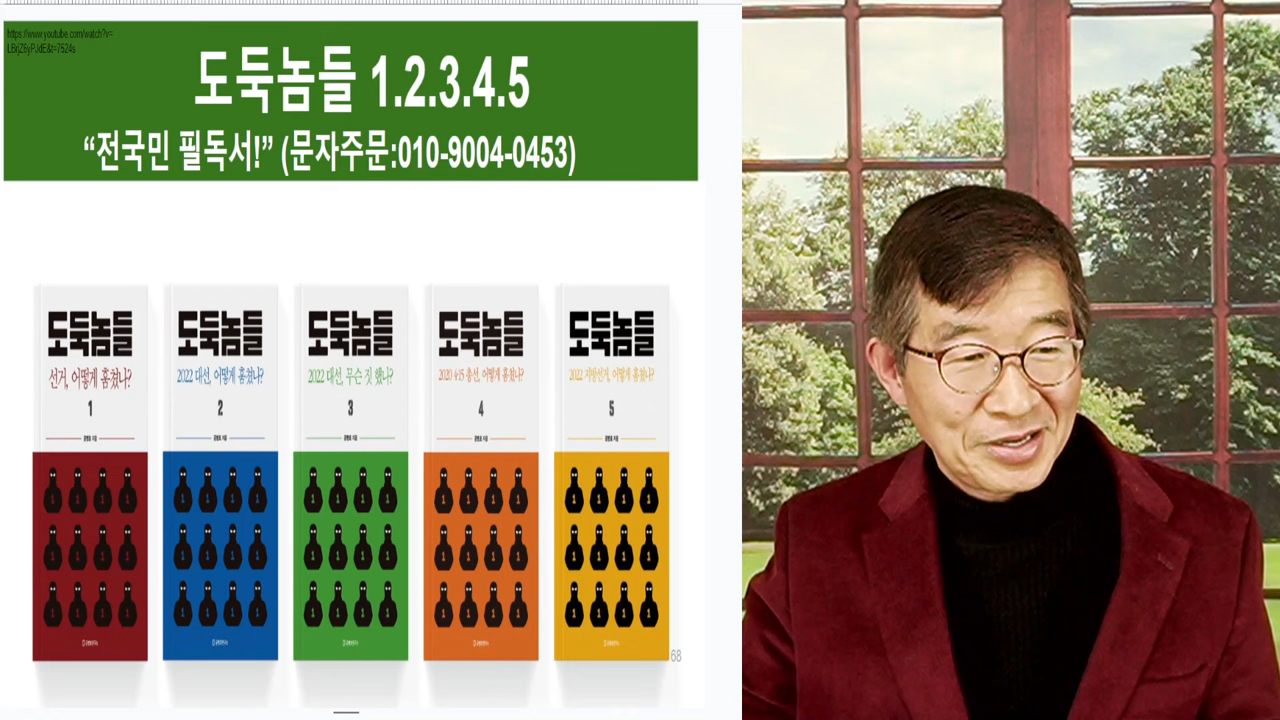 https://www.youtube.com/watch?v=
LBrjZ6yPJdE&t=7524s
도둑놈들 1.2.3.4.5
“전국민 필독서!” (문자주문:010-9004-0453)
도둑놈들
선거, 어떻게 훔쳤나?
1
도둑놈들
2022 대선, 어떻게 훔쳤나?
2
도둑놈들
2022 대선, 무슨 짓 했나?
3
도둑놈들
2020 4·15 총선, 어떻게 훔쳤나?
4
도둑놈들
2022 지방선거, 어떻게 훔쳤나?
5
68